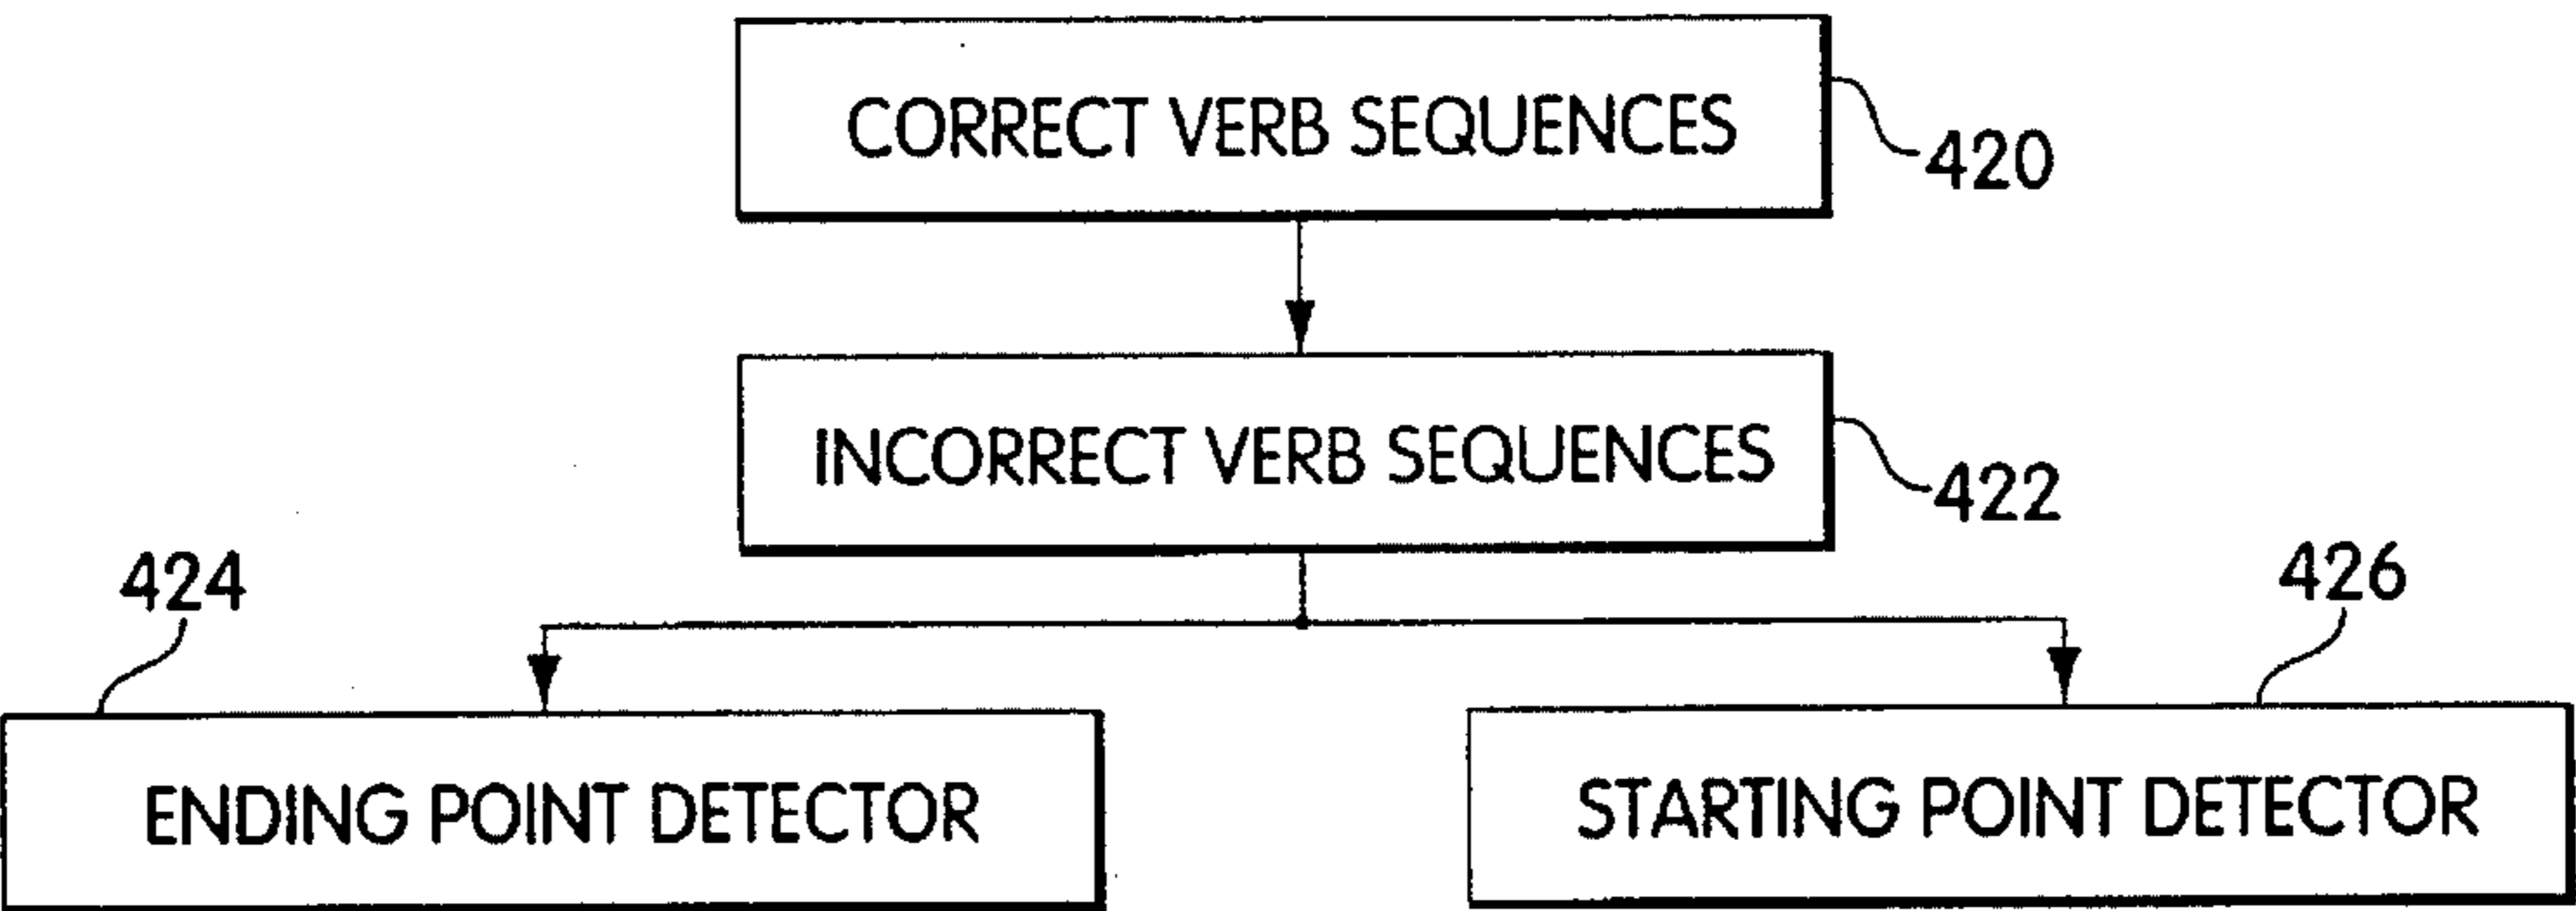 CORRECT VERB SEQUENCES
420
INCORRECT VERB SEQUENCES
422
424
426
ENDING POINT DETECTOR
STARTING POINT DETECTOR